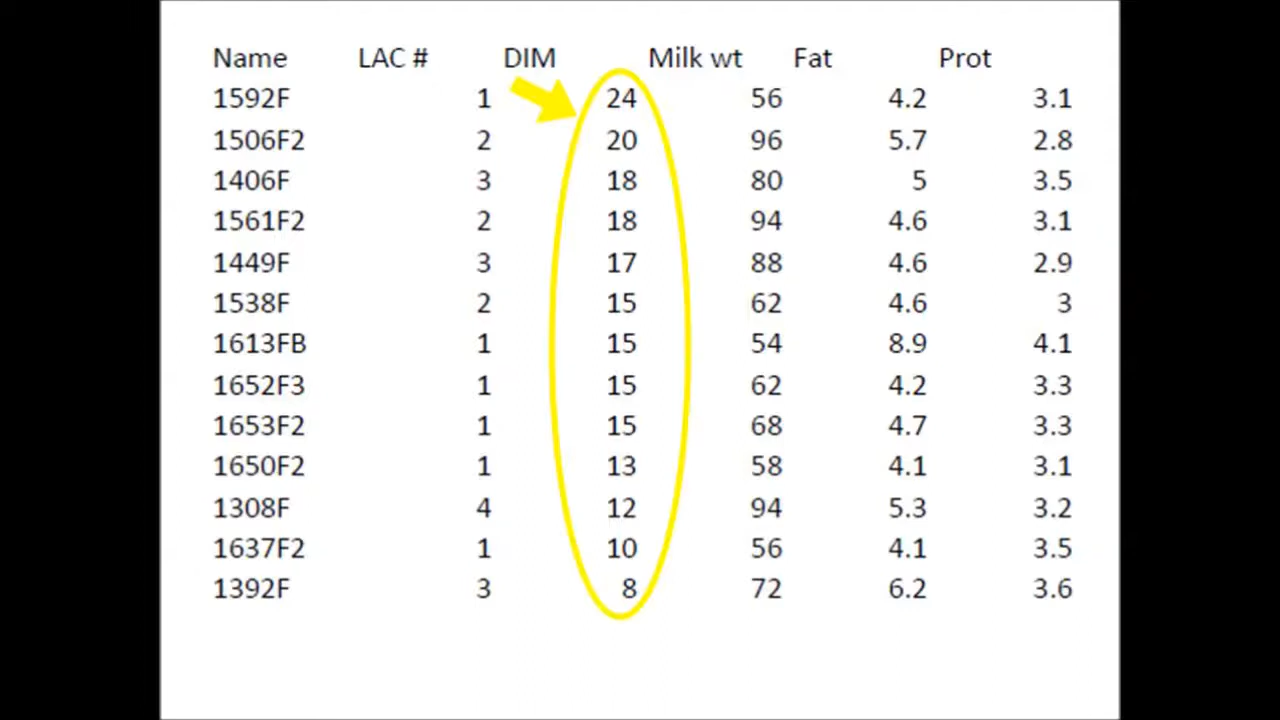 Name LAC # DIM Milk wt Fat Prot
1592F 1 24 56 4.2 3.1
1506F2 2 20 96 5.7 2.8
1406F 3 18 80 5 3.5
1561F2 2 18 94 4.6 3.1
1449F 3 17 88 4.6 2.9
1538F 2 15 62 4.6 3
1613FB 1 15 54 8.9 4.1
1652F3 1 15 62 4.2 3.3
1653F2 1 15 68 4.7 3.3
1650F2 1 13 58 4.1 3.1
1308F 4 12 94 5.3 3.2
1637F2 1 10 56 4.1 3.5
1392F 3 8 72 6.2 3.6